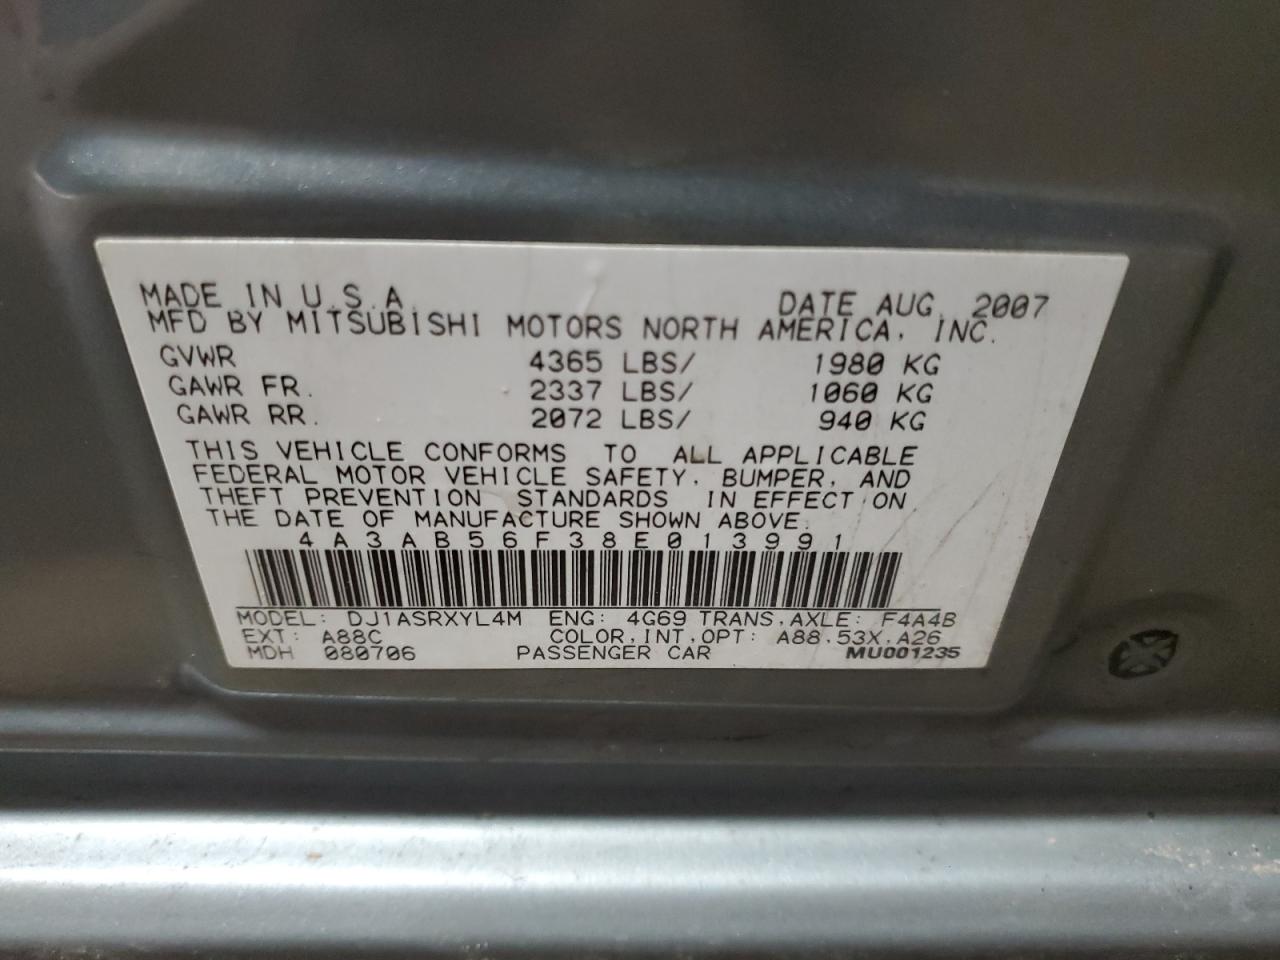 MADE IN U.S.A. DATE AUG. 2007
MFD BY MITSUBISHI MOTORS NORTH AMERICA, INC.
GVWR 4365 LBS/ 1980 KG
GAWR FR. 2337 LBS/ 1060 KG
GAWR RR. 2072 LBS/ 940 KG
THIS VEHICLE CONFORMS TO ALL APPLICABLE
FEDERAL MOTOR VEHICLE SAFETY, BUMPER, AND
THEFT PREVENTION STANDARDS IN EFFECT ON
THE DATE OF MANUFACTURE SHOWN ABOVE.
4A3AB56F38E013991
MODEL: DJ1ASRXYL4M ENG: 4G69 TRANS,AXLE: F4A4B
EXT: A88C COLOR,INT,OPT: A88,53X,A26
MDH 080706 PASSENGER CAR MU001235